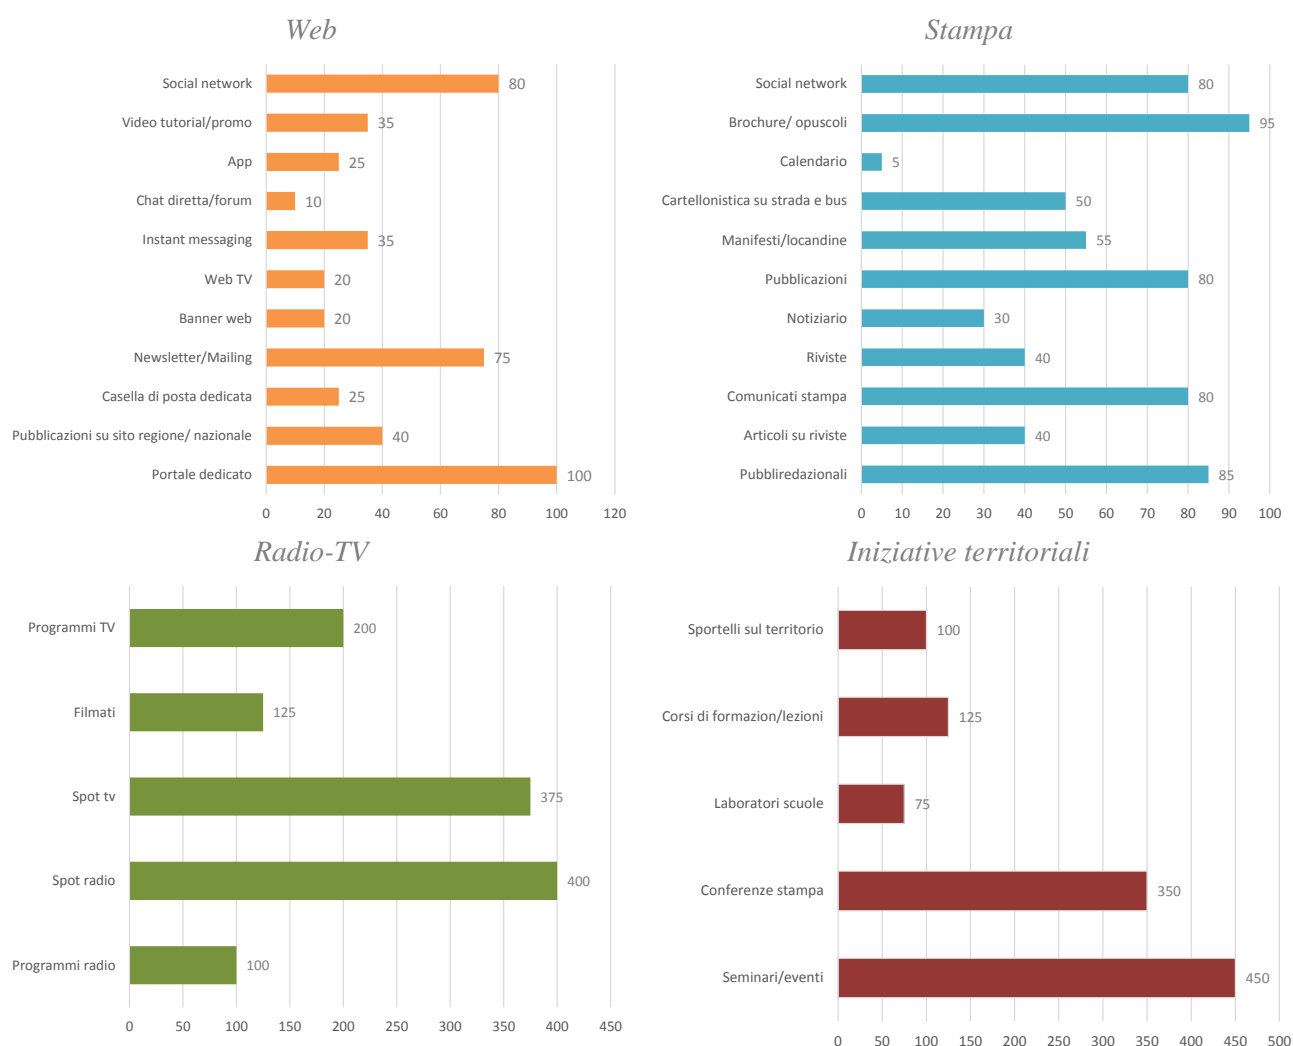 Web
Social network 80
Video tutorial/promo 35
App 25
Chat diretta/forum 10
Instant messaging 35
Web TV 20
Banner web 20
Newsletter/Mailing 75
Casella di posta dedicata 25
Pubblicazioni su sito regione/ nazionale 40
Portale dedicato 100
0 20 40 60 80 100 120
Stampa
Social network 80
Brochure/ opuscoli 95
Calendario 5
Cartellonistica su strada e bus 50
Manifesti/locandine 55
Pubblicazioni 80
Notiziario 30
Riviste 40
Comunicati stampa 80
Articoli su riviste 40
Pubbliredazionali 85
0 10 20 30 40 50 60 70 80 90 100
Radio-TV
Programmi TV 200
Filmati 125
Spot tv 375
Spot radio 400
Programmi radio 100
0 50 100 150 200 250 300 350 400 450
Iniziative territoriali
Sportelli sul territorio 100
Corsi di formazion/lezioni 125
Laboratori scuole 75
Conferenze stampa 350
Seminari/eventi 450
0 50 100 150 200 250 300 350 400 450 500